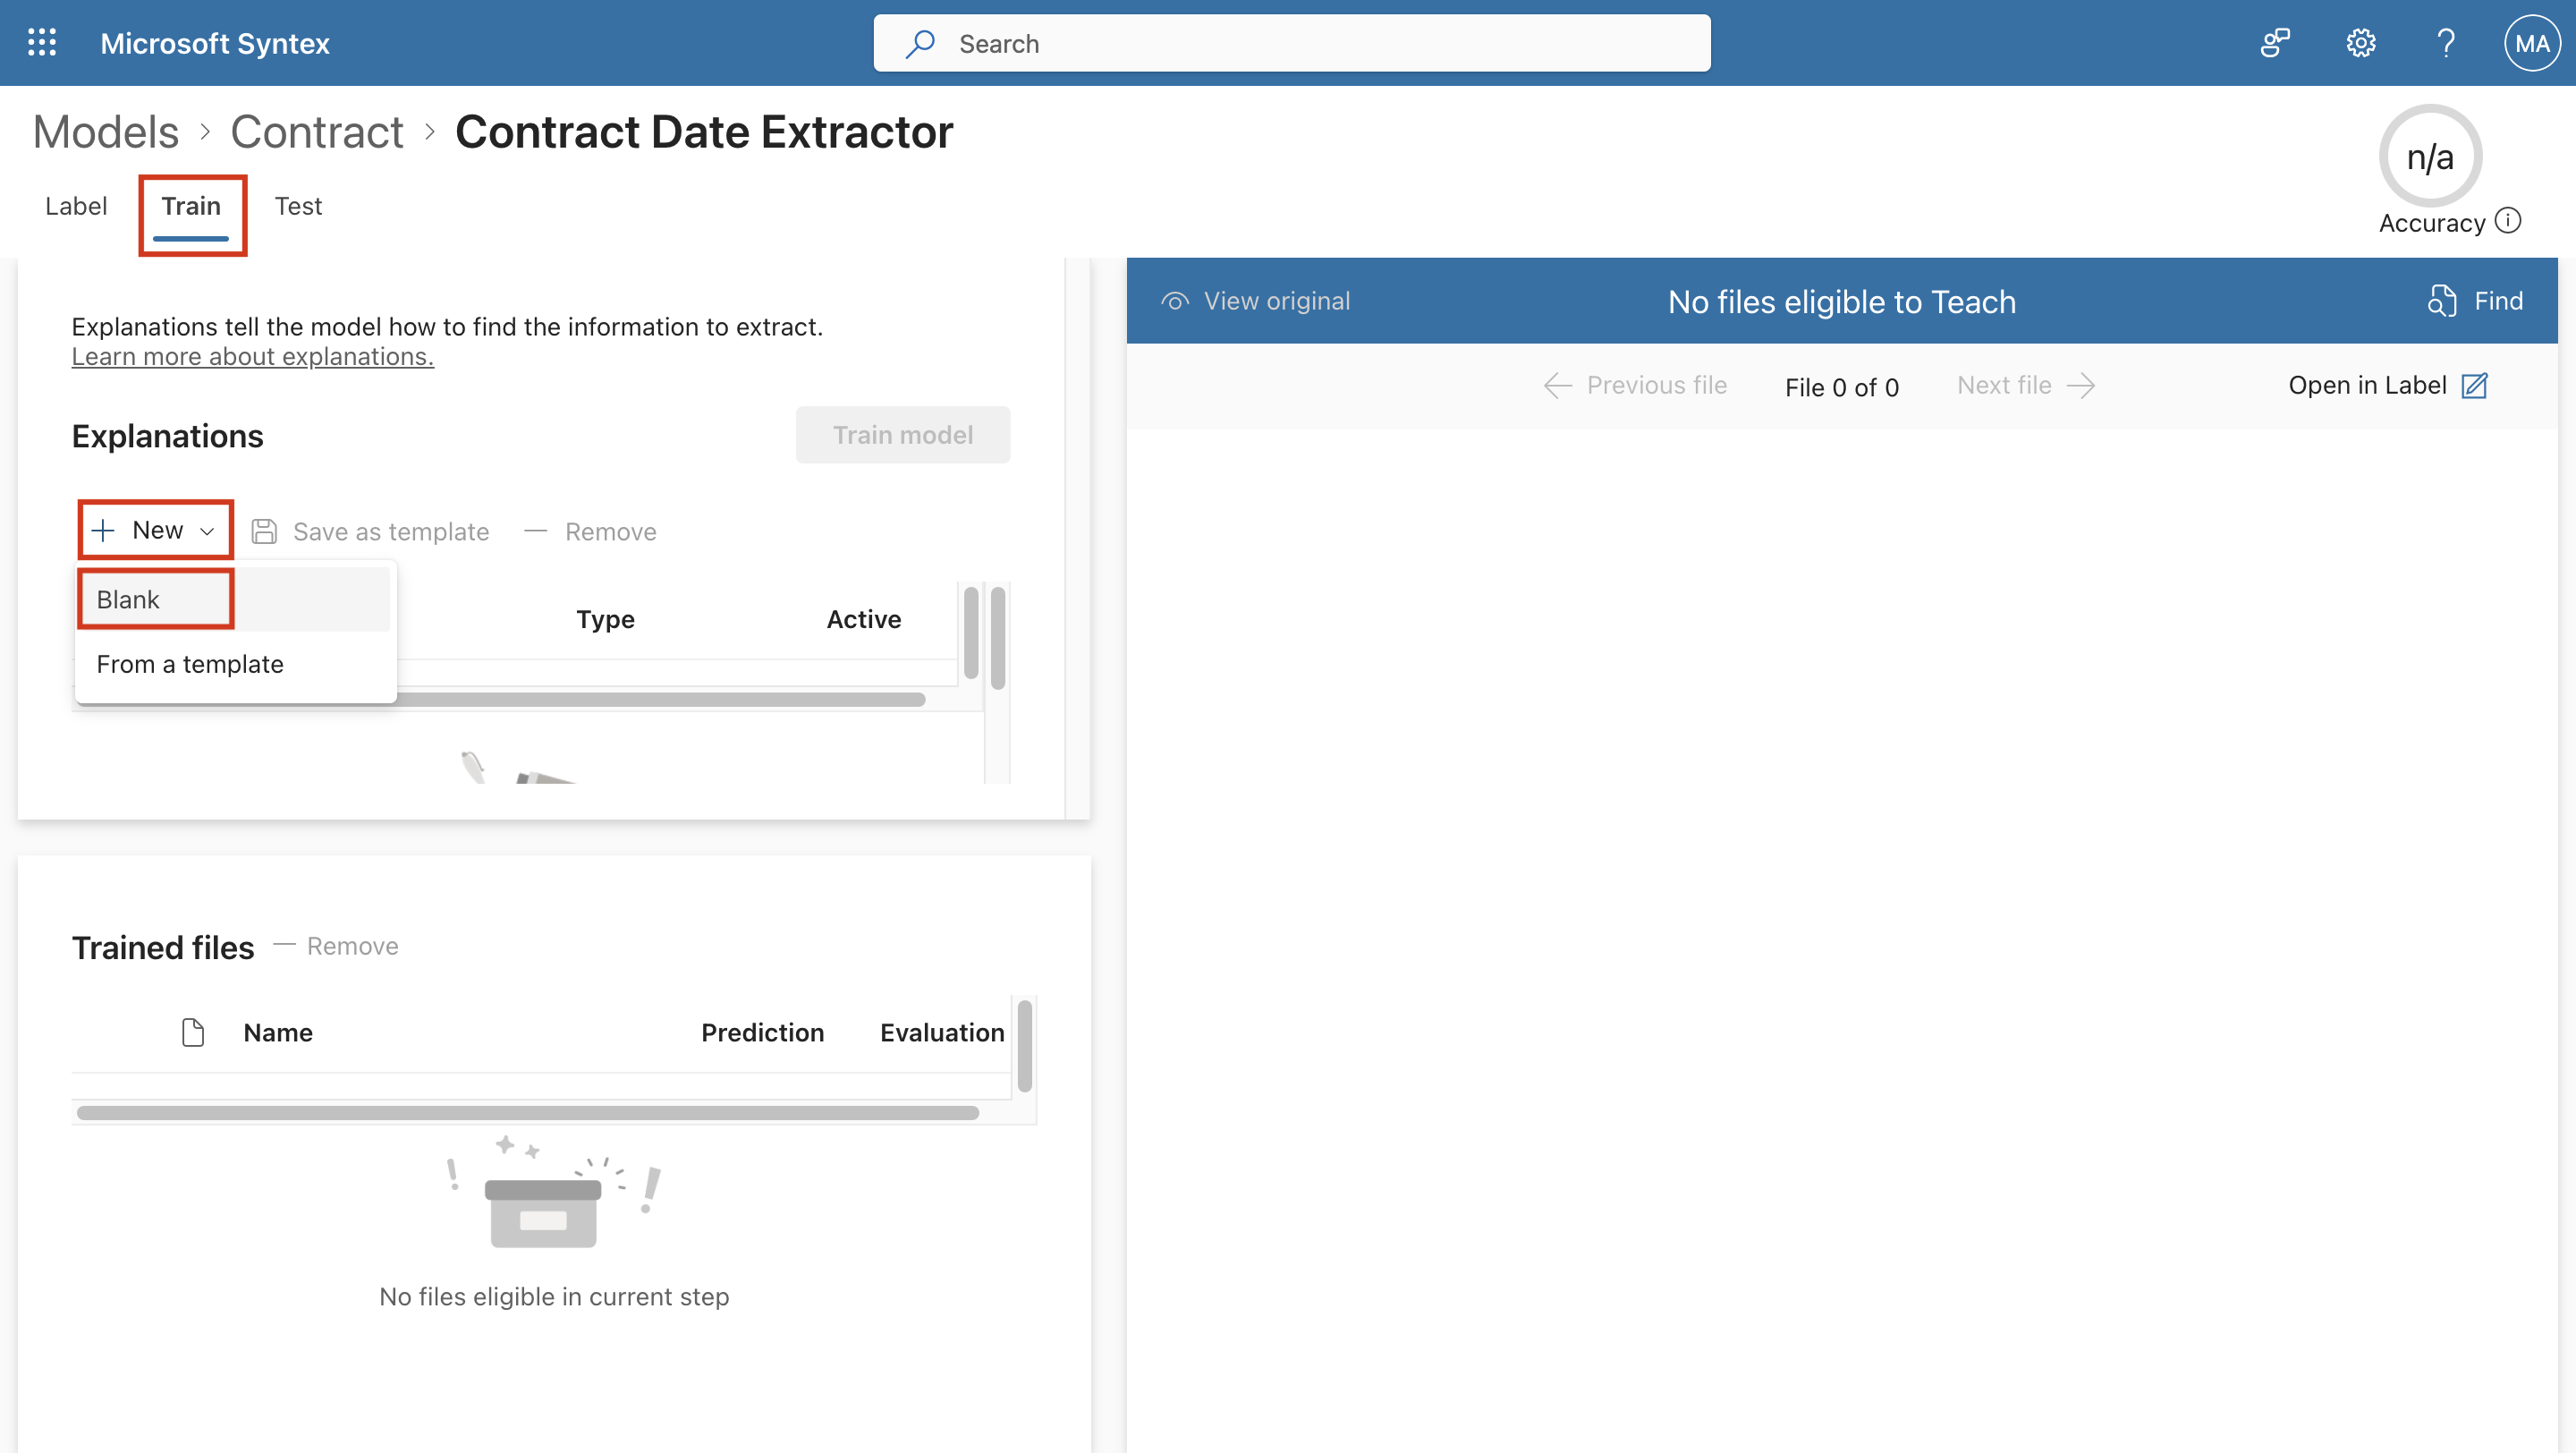 Microsoft Syntex
Search
MA
Models > Contract > Contract Date Extractor
n/a
Accuracy
Label
Train
Test
Explanations tell the model how to find the information to extract.
Learn more about explanations.
Explanations
Train model
New
Save as template
Remove
Blank
From a template
Type
Active
Trained files
Remove
Name
Prediction
Evaluation
No files eligible in current step
View original
No files eligible to Teach
Find
Previous file
File 0 of 0
Next file
Open in Label